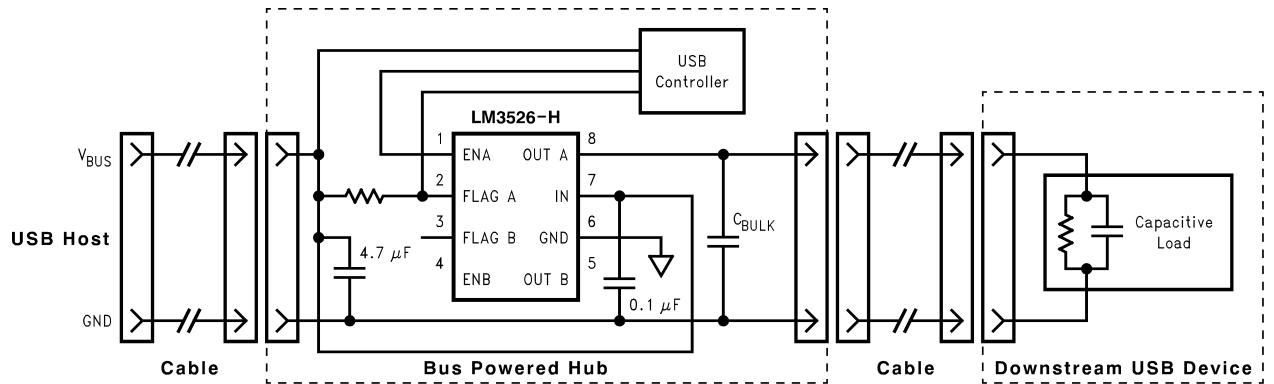 USB
Controller
LM3526-H
1
8
V_BUS
ENA
OUT A
2
7
FLAG A
IN
3
6
C_BULK
Capacitive
Load
USB Host
FLAG B
GND
4.7 µF
4
5
ENB
OUT B
0.1 µF
GND
Cable
Bus Powered Hub
Cable
Downstream USB Device